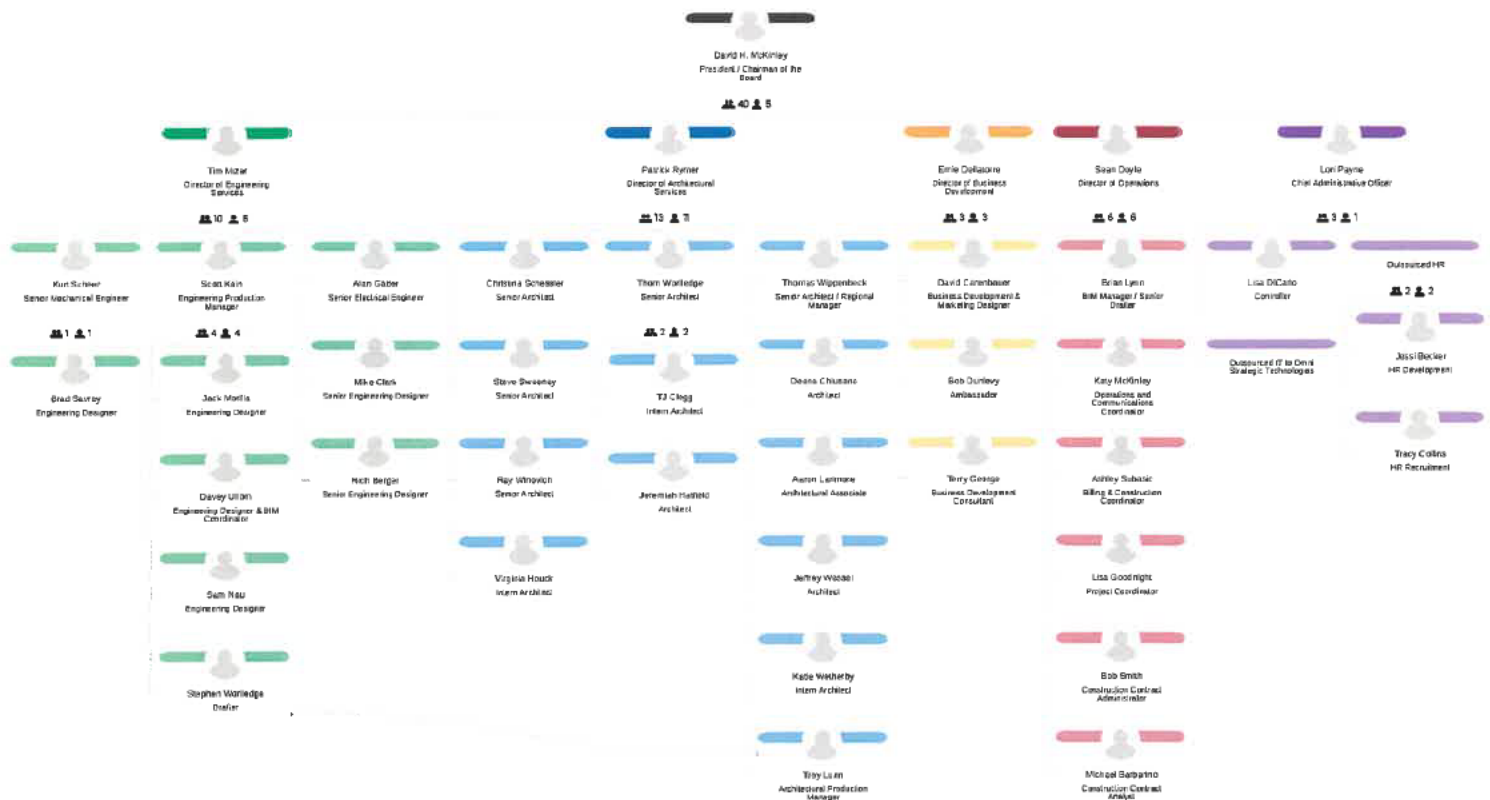 David H. McKinley
President / Chairman of the
Board
40 5
Tim Mizer
Director of Engineering
Services
10 5
Patrick Rymer
Director of Architectural
Services
13 11
Ernie Dellatorre
Director of Business
Development
3 3
Sean Doyle
Director of Operations
6 6
Lori Payne
Chief Administrative Officer
3 1
Kurt Scheer
Senior Mechanical Engineer
1 1
Scott Kain
Engineering Production
Manager
4 4
Alan
Senior Electrical Engineer
Christina Schessler
Senior Architect
Thom Worlledge
Senior Architect
2 2
Thomas Wippenbeck
Senior Architect / Regional
Manager
David Carenbauer
Business Development &
Marketing Designer
Brian Lynn
BIM Manager / Senior
Drafter
Lisa DiCarlo
Controller
Outsourced HR
2 2
Brad
Engineering Designer
Jack
Engineering Designer
Mike Clark
Senior Engineering Designer
Steve Sweeney
Senior Architect
TJ Clegg
Intern Architect
Deana Chiusano
Architect
Bob Dunlevy
Ambassador
Katy McKinley
Operations and
Communications
Coordinator
Outsourced IT to Omni
Strategic Technologies
Jessi Becker
HR Development
Davey Ullom
Engineering Designer & BIM
Coordinator
Rich Berger
Senior Engineering Designer
Ray Winovich
Senior Architect
Jeremiah Hatfield
Architect
Aaron Larimore
Architectural Associate
Terry George
Business Development
Consultant
Ashley Subasic
Billing & Construction
Coordinator
Tracy Collins
HR Recruitment
Sam Nau
Engineering Designer
Virginia Houck
Intern Architect
Jeffrey Wessel
Architect
Lisa Goodnight
Project Coordinator
Stephen Worlledge
Drafter
Katie Wetherby
Intern Architect
Bob Smith
Construction Contract
Administrator
Toby Lunn
Architectural Production
Manager
Michael Barbarino
Construction Contract
Analyst